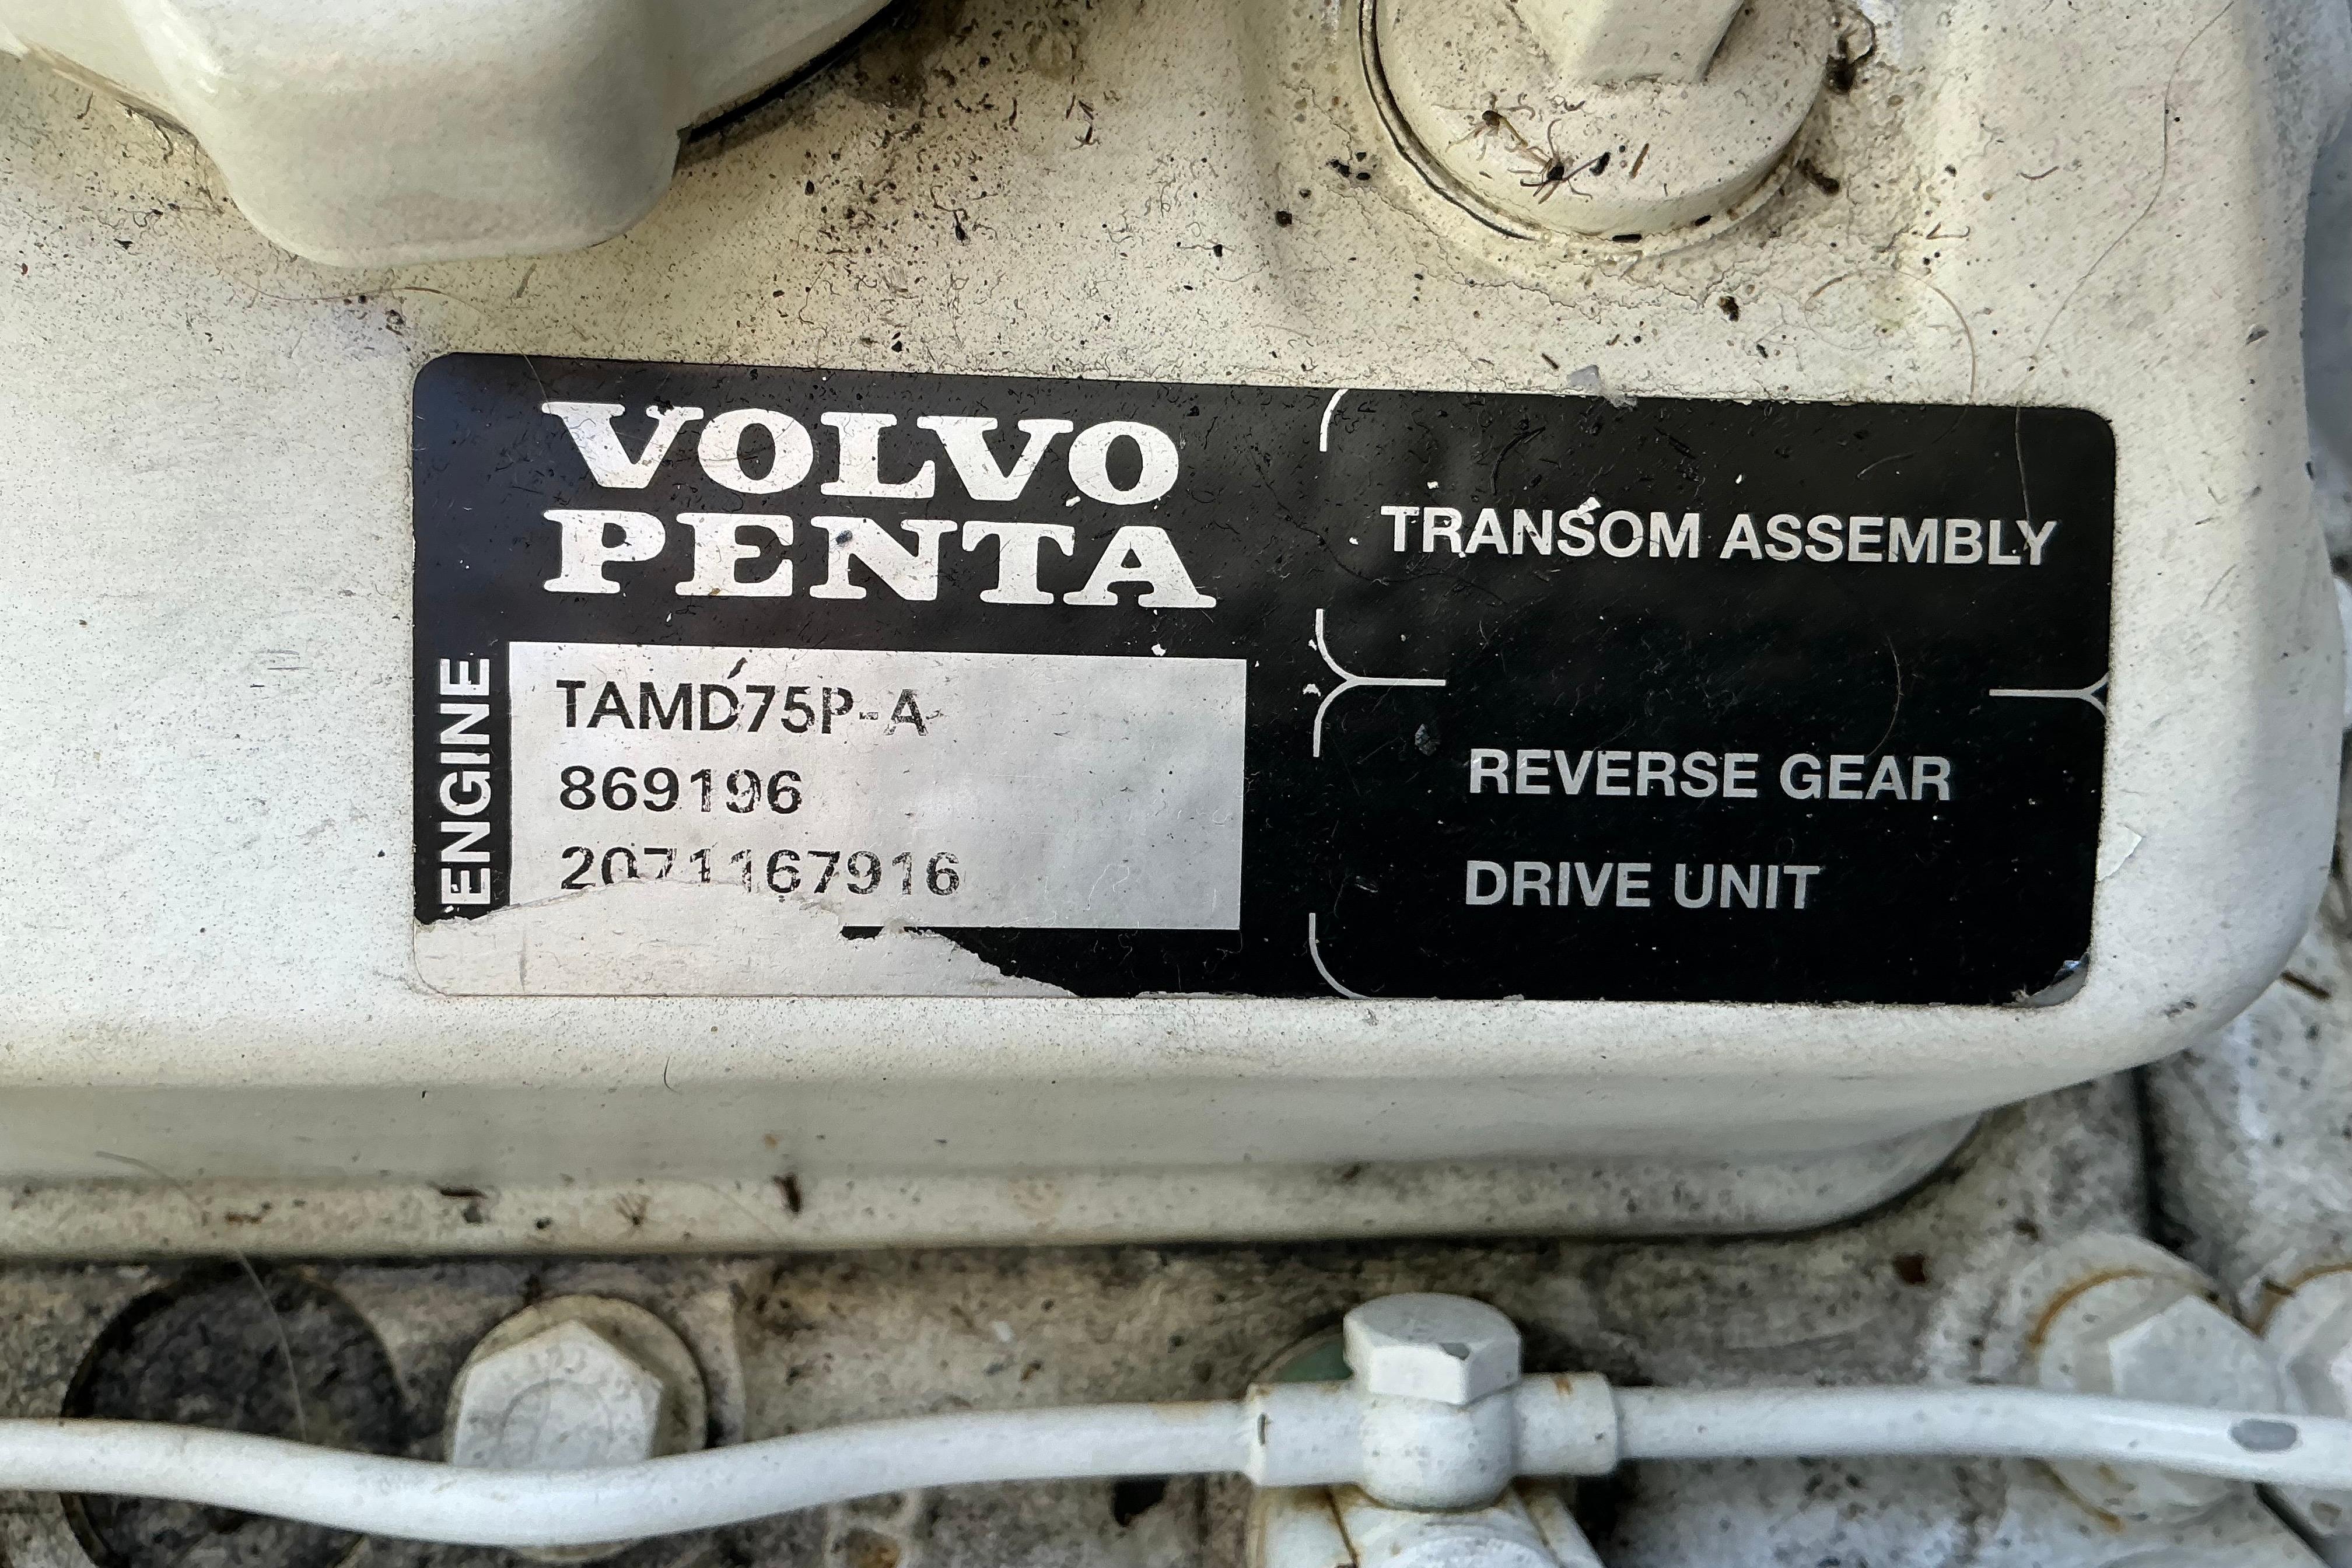 VOLVO
PENTA
ENGINE
TAMD75P-A
869196
2071167916
TRANSOM ASSEMBLY
REVERSE GEAR
DRIVE UNIT